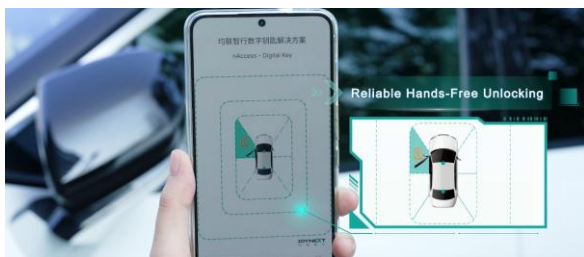 均联智行数字钥匙解决方案
nAccess - Digital Key
Reliable Hands-Free Unlocking
JOYNEXT